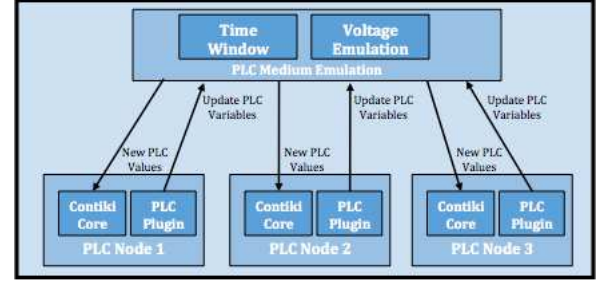 Time
Window
Voltage
Emulation
PLC Medium Emulation
Update PLC
Variables
Update PLC
Variables
Update PLC
Variables
New PLC
Values
New PLC
Values
New PLC
Values
Contiki
Core
PLC
Plugin
PLC Node 1
Contiki
Core
PLC
Plugin
PLC Node 2
Contiki
Core
PLC
Plugin
PLC Node 3